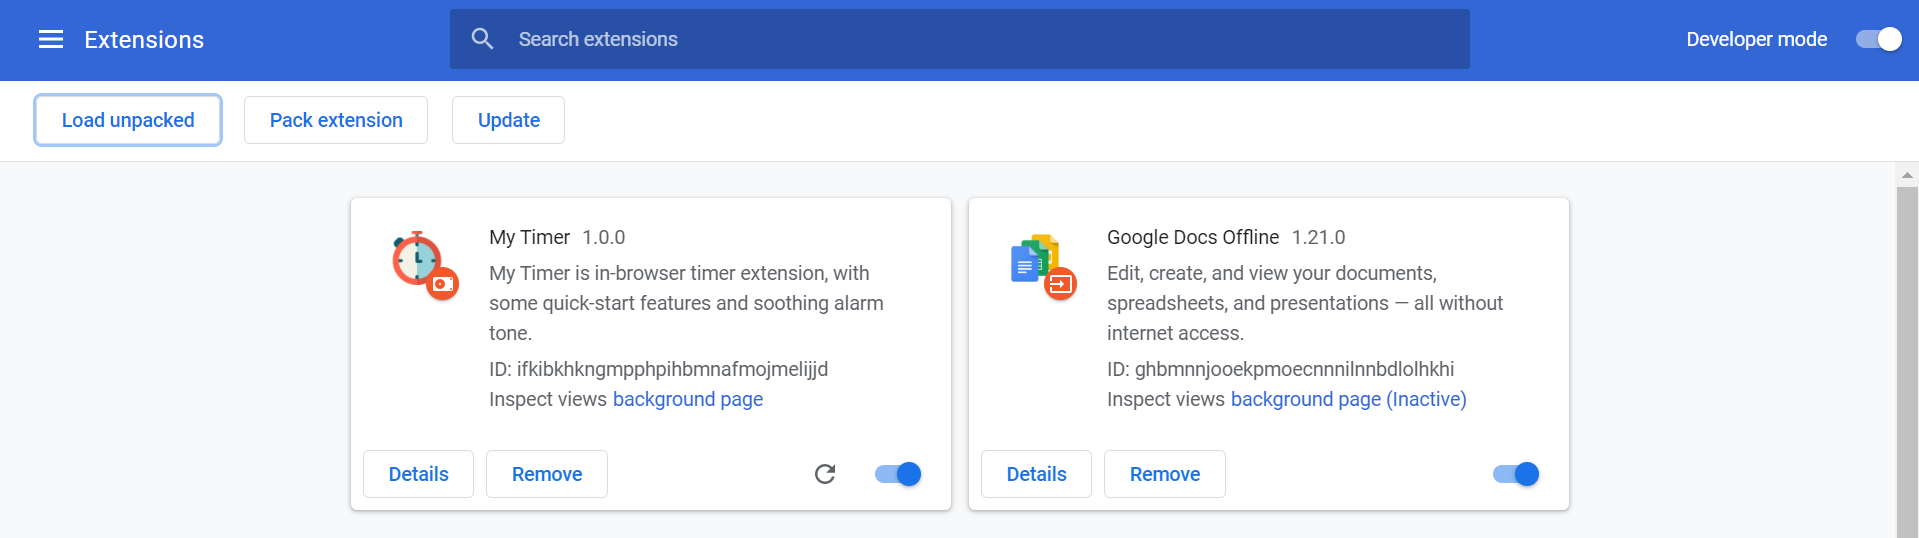 Extensions
Search extensions
Developer mode
Load unpacked
Pack extension
Update
My Timer 1.0.0
My Timer is in-browser timer extension, with
some quick-start features and soothing alarm
tone.
ID: ifkibkhkngmpphpihbmnafmojmelijjd
Inspect views background page
Details
Remove
Google Docs Offline 1.21.0
Edit, create, and view your documents,
spreadsheets, and presentations — all without
internet access.
ID: ghbmnnjooekpmoecnnnilnnbdlolhkhi
Inspect views background page (Inactive)
Details
Remove